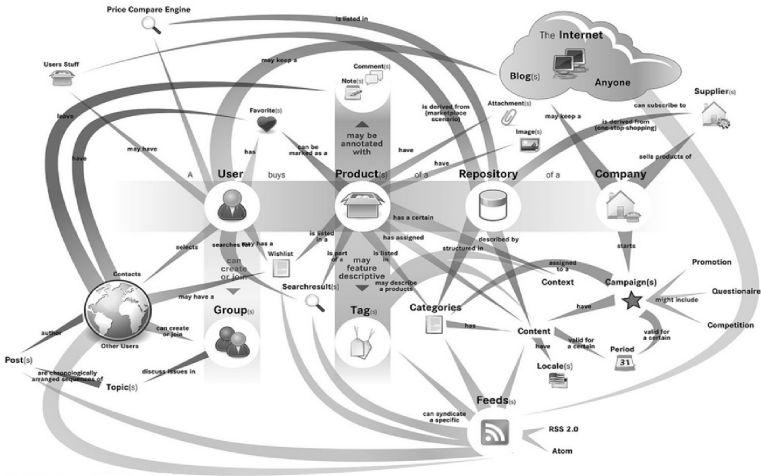 Price Compare Engine
is listed in
The Internet
Users Stuff
may keep a
Comment(s)
Blog(s)
Anyone
Note(s)
Supplier(s)
leave
Favorite(s)
is derived from
(marketplace
scenario)
Attachment(s)
may keep a
can subscribe to
is derived from
(one stop shopping)
may have
have
has
can be
marked as a
may be
annotated
with
have
have
Image(s)
sells products of
A
User
buys
Product(s)
of a
Repository
of a
Company
selects
searches for
may has a
is listed
in a
has a certain
has assigned
described by
structured in
starts
Contacts
can
create
or join
Wishlist
is part
of a
may
feature
descriptive
is listed
in
assigned
to a
Promotion
may have a
Searchresult(s)
may describe
a products
Context
Campaign(s)
Questionaire
author
can create
or join
Group(s)
Tag(s)
Categories
has
Content
have
might include
Competition
Other Users
valid for
a certain
Period
valid for
a certain
31
Post(s)
are chronologically
arranged sequences of
Topic(s)
discuss issues in
have
Locale(s)
can syndicate
a specific
Feeds(s)
RSS 2.0
Atom